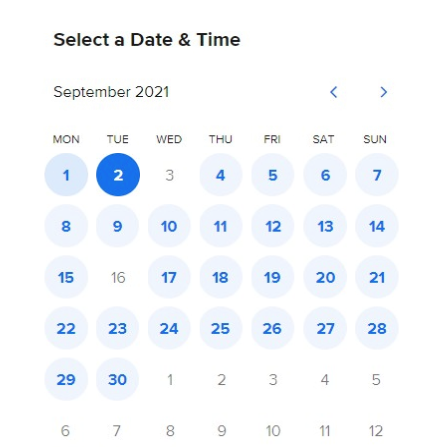 Select a Date & Time
September 2021
MON TUE WED THU FRI SAT SUN
1 2 3 4 5 6 7
8 9 10 11 12 13 14
15 16 17 18 19 20 21
22 23 24 25 26 27 28
29 30 1 2 3 4 5
6 7 8 9 10 11 12